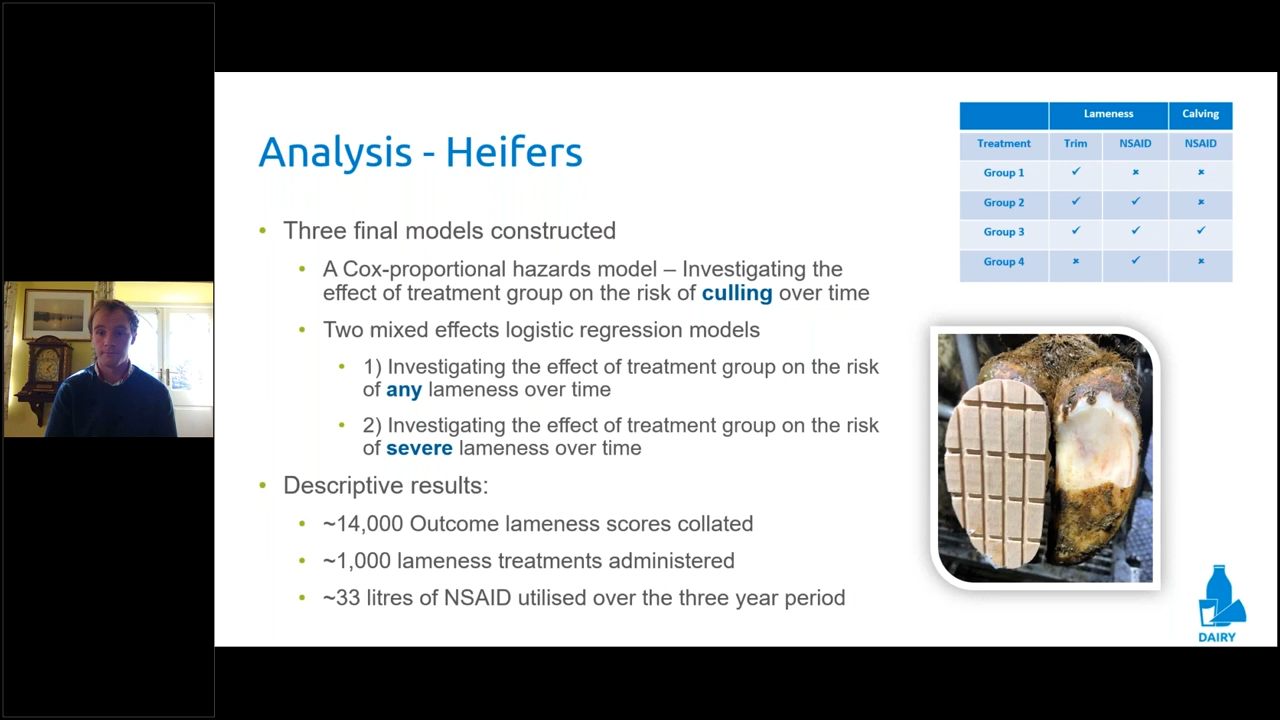 Analysis - Heifers
• Three final models constructed
• A Cox-proportional hazards model – Investigating the
effect of treatment group on the risk of culling over time
• Two mixed effects logistic regression models
• 1) Investigating the effect of treatment group on the risk
of any lameness over time
• 2) Investigating the effect of treatment group on the risk
of severe lameness over time
• Descriptive results:
• ~14,000 Outcome lameness scores collated
• ~1,000 lameness treatments administered
• ~33 litres of NSAID utilised over the three year period
Lameness Calving
Treatment Trim NSAID NSAID
Group 1 ✓ × ×
Group 2 ✓ ✓ ×
Group 3 ✓ ✓ ✓
Group 4 × ✓ ×
DAIRY